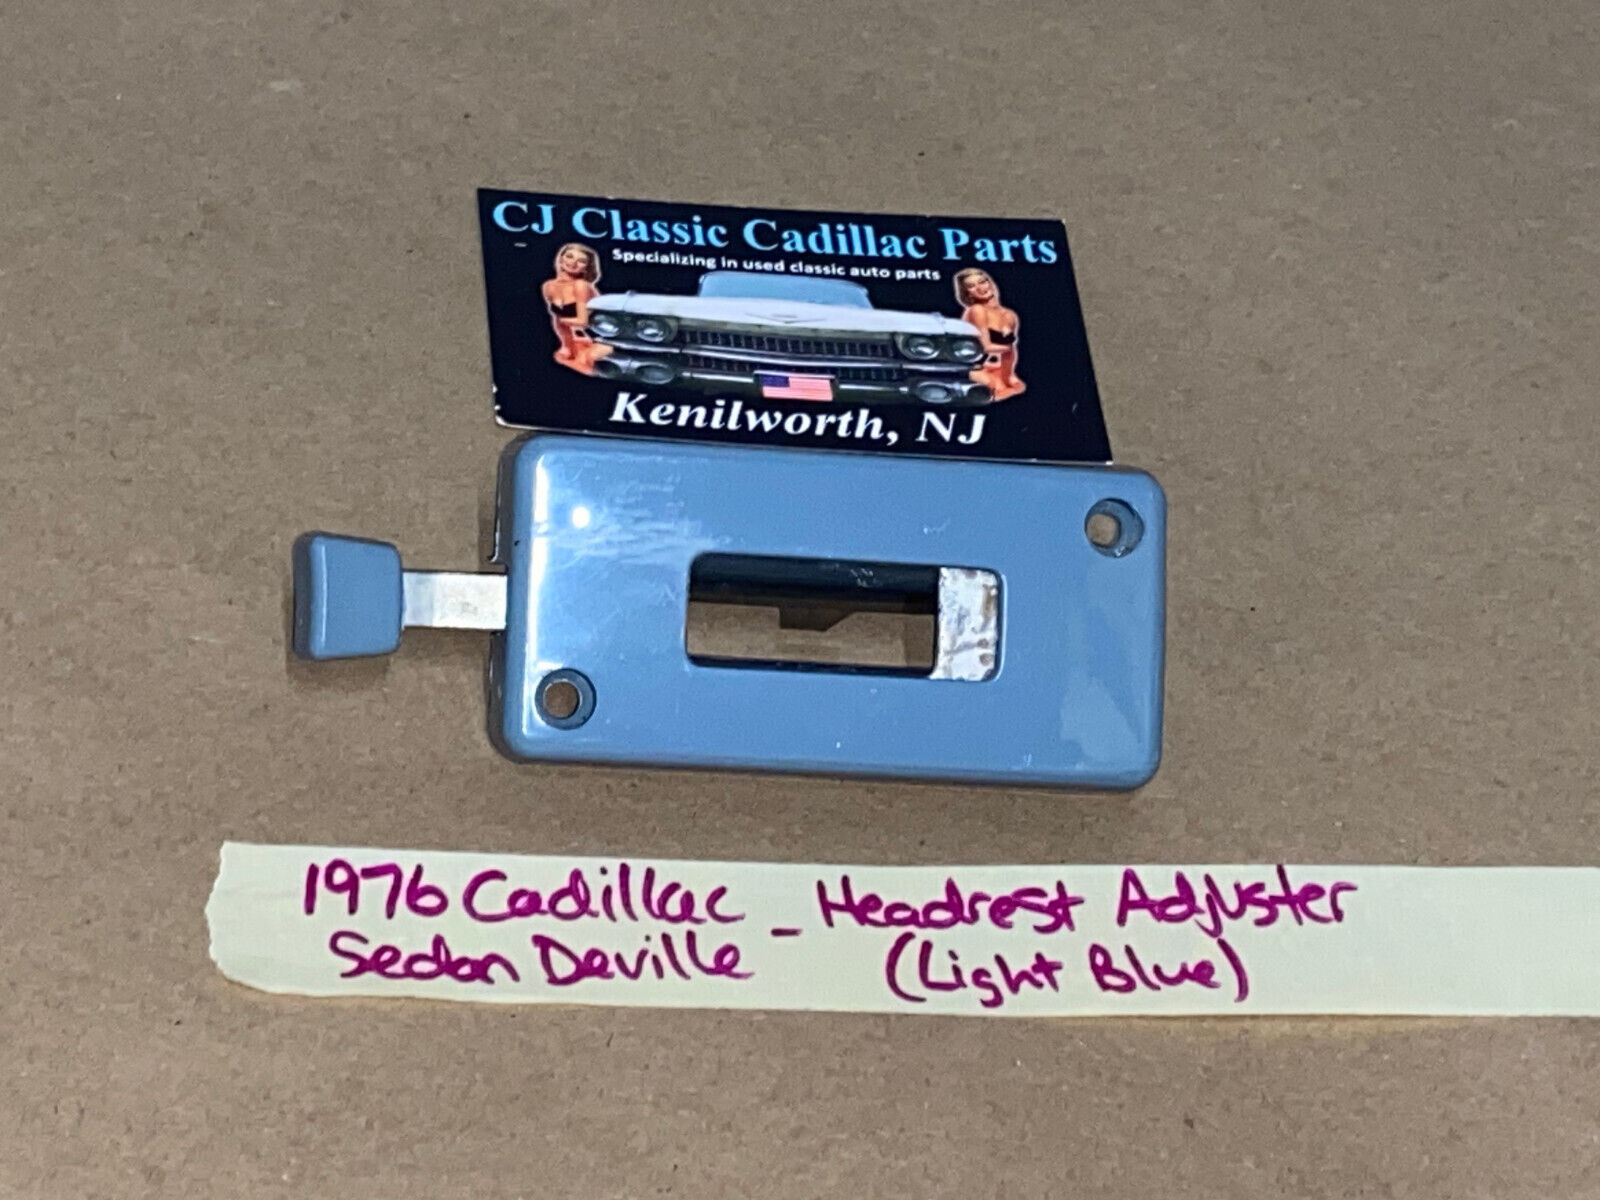 CJ Classic Cadillac Parts
Specializing in used classic auto parts
Kenilworth, NJ
1976 Cadillac - Headrest Adjuster
Sedan Deville (Light Blue)